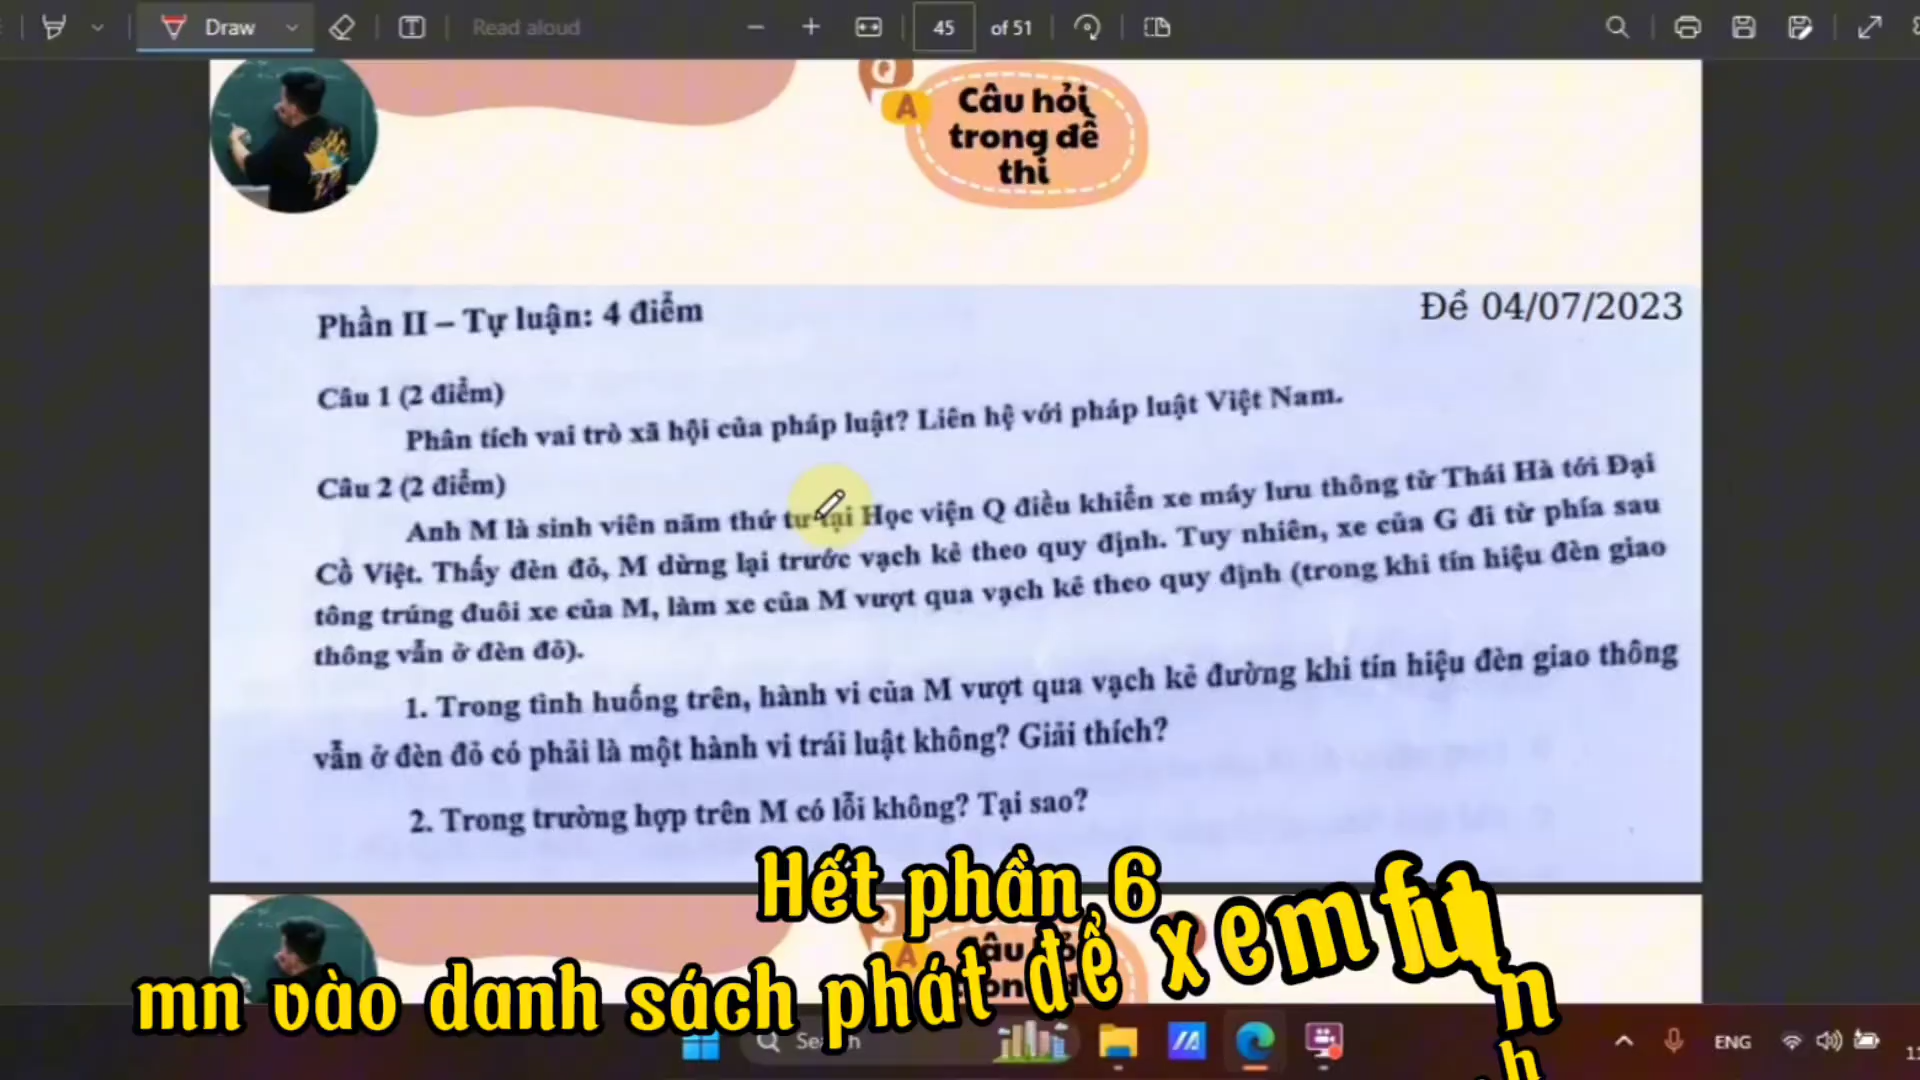 Draw
Read aloud
45 of 51
Q
A
Câu hỏi
trong đề
thi
Phần II – Tự luận: 4 điểm
Đề 04/07/2023
Câu 1 (2 điểm)
Phân tích vai trò xã hội của pháp luật? Liên hệ với pháp luật Việt Nam.
Câu 2 (2 điểm)
Anh M là sinh viên năm thứ tư tại Học viện Q điều khiển xe máy lưu thông từ Thái Hà tới Đại
Cồ Việt. Thấy đèn đỏ, M dừng lại trước vạch kẻ theo quy định. Tuy nhiên, xe của G đi từ phía sau
tông trúng đuôi xe của M, làm xe của M vượt qua vạch kẻ theo quy định (trong khi tín hiệu đèn giao
thông vẫn ở đèn đỏ).
1. Trong tình huống trên, hành vi của M vượt qua vạch kẻ đường khi tín hiệu đèn giao thông
vẫn ở đèn đỏ có phải là một hành vi trái luật không? Giải thích?
2. Trong trường hợp trên M có lỗi không? Tại sao?
Hết phần 6
mn vào danh sách phát để xem
A
ENG